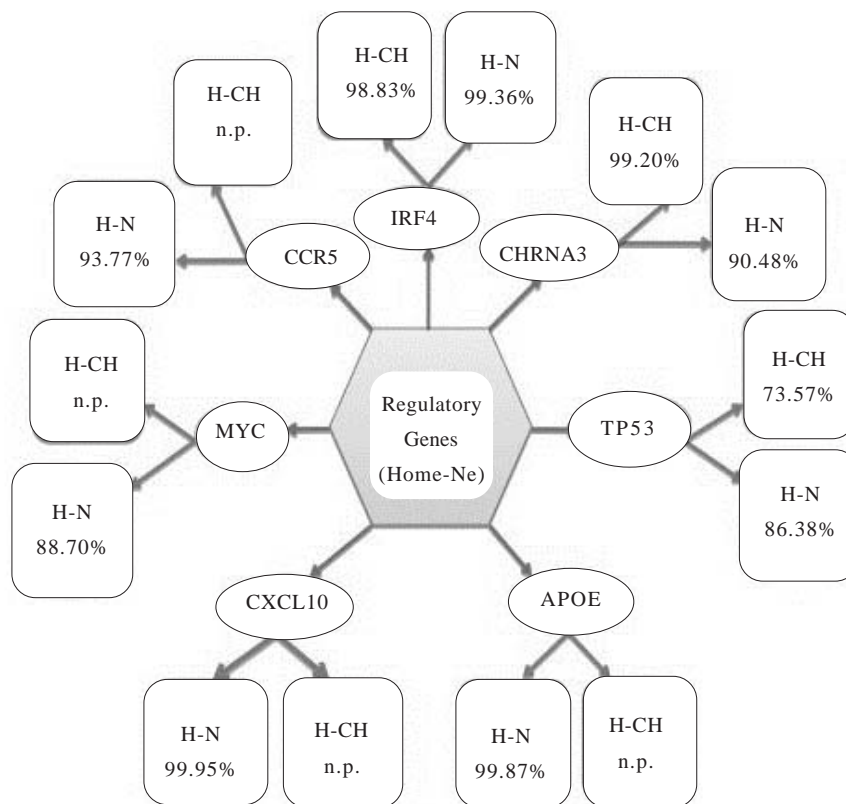 H-CH
98.83%
H-N
99.36%
H-CH
n.p.
H-CH
99.20%
H-N
93.77%
IRF4
CCR5
CHRNA3
H-N
90.48%
H-CH
n.p.
MYC
Regulatory
Genes
(Home-Ne)
TP53
H-CH
73.57%
H-N
88.70%
H-N
86.38%
CXCL10
APOE
H-N
99.95%
H-CH
n.p.
H-N
99.87%
H-CH
n.p.